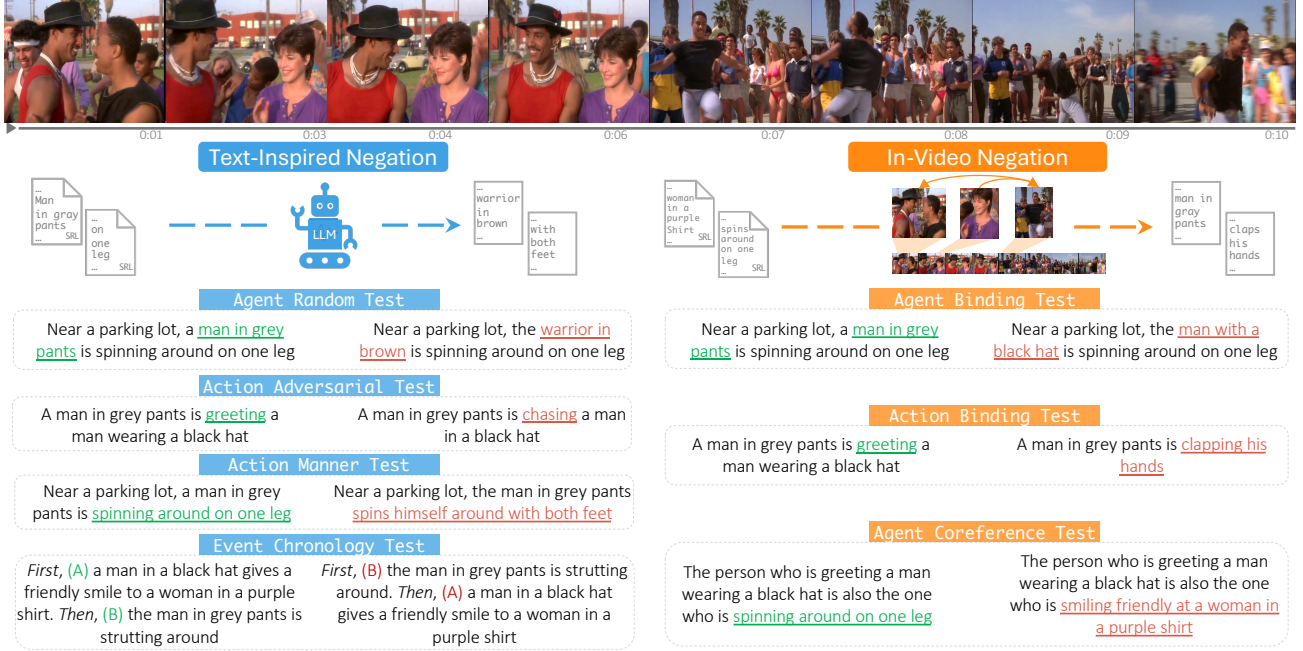 0:01
0:03
0:04
0:06
0:07
0:08
0:09
0:10
Text-Inspired Negation
...
Man
in gray
pants
...
SRL
...
on
one
leg
...
SRL
LLM
...
warrior
in
brown
...
...
with
both
feet
...
Agent Random Test
Near a parking lot, a man in grey
pants is spinning around on one leg
Near a parking lot, the warrior in
brown is spinning around on one leg
Action Adversarial Test
A man in grey pants is greeting a
man wearing a black hat
A man in grey pants is chasing a man
in a black hat
Action Manner Test
Near a parking lot, a man in grey
pants is spinning around on one leg
Near a parking lot, the man in grey pants
spins himself around with both feet
Event Chronology Test
First, (A) a man in a black hat gives a
friendly smile to a woman in a purple
shirt. Then, (B) the man in grey pants is
strutting around
First, (B) the man in grey pants is strutting
around. Then, (A) a man in a black hat
gives a friendly smile to a woman in a
purple shirt
In-Video Negation
...
woman
in a
purple
Shirt
...
SRL
...
spins
around
on one
leg
...
SRL
...
man in
gray
pants
...
...
claps
his
hands
...
Agent Binding Test
Near a parking lot, a man in grey
pants is spinning around on one leg
Near a parking lot, the man with a
black hat is spinning around on one leg
Action Binding Test
A man in grey pants is greeting a
man wearing a black hat
A man in grey pants is clapping his
hands
Agent Coreference Test
The person who is greeting a man
wearing a black hat is also the one
who is spinning around on one leg
The person who is greeting a man
wearing a black hat is also the one
who is smiling friendly at a woman in
a purple shirt